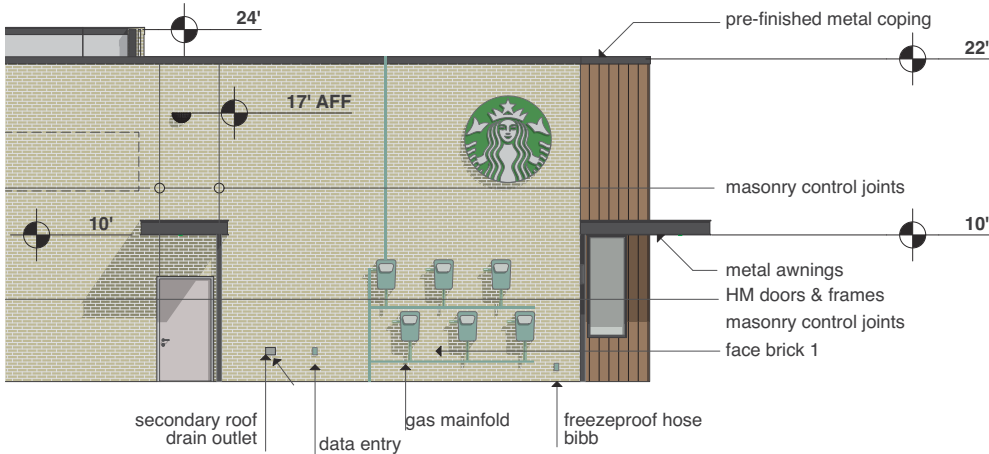 24'
pre-finished metal coping
22'
17' AFF
masonry control joints
10'
10'
metal awnings
HM doors & frames
masonry control joints
face brick 1
secondary roof
drain outlet
data entry
gas mainfold
freezeproof hose
bibb